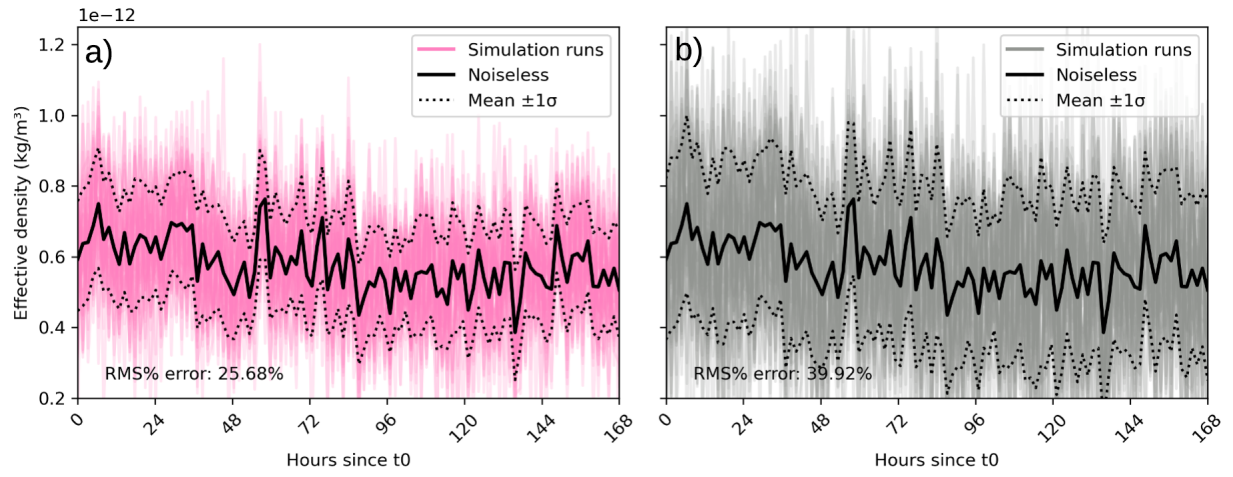 1e−12
a)
Simulation runs
Noiseless
Mean ±1σ
1.2
1.0
0.8
0.6
0.4
0.2
Effective density (kg/m³)
RMS% error: 25.68%
0 24 48 72 96 120 144 168
Hours since t0
b)
Simulation runs
Noiseless
Mean ±1σ
RMS% error: 39.92%
0 24 48 72 96 120 144 168
Hours since t0